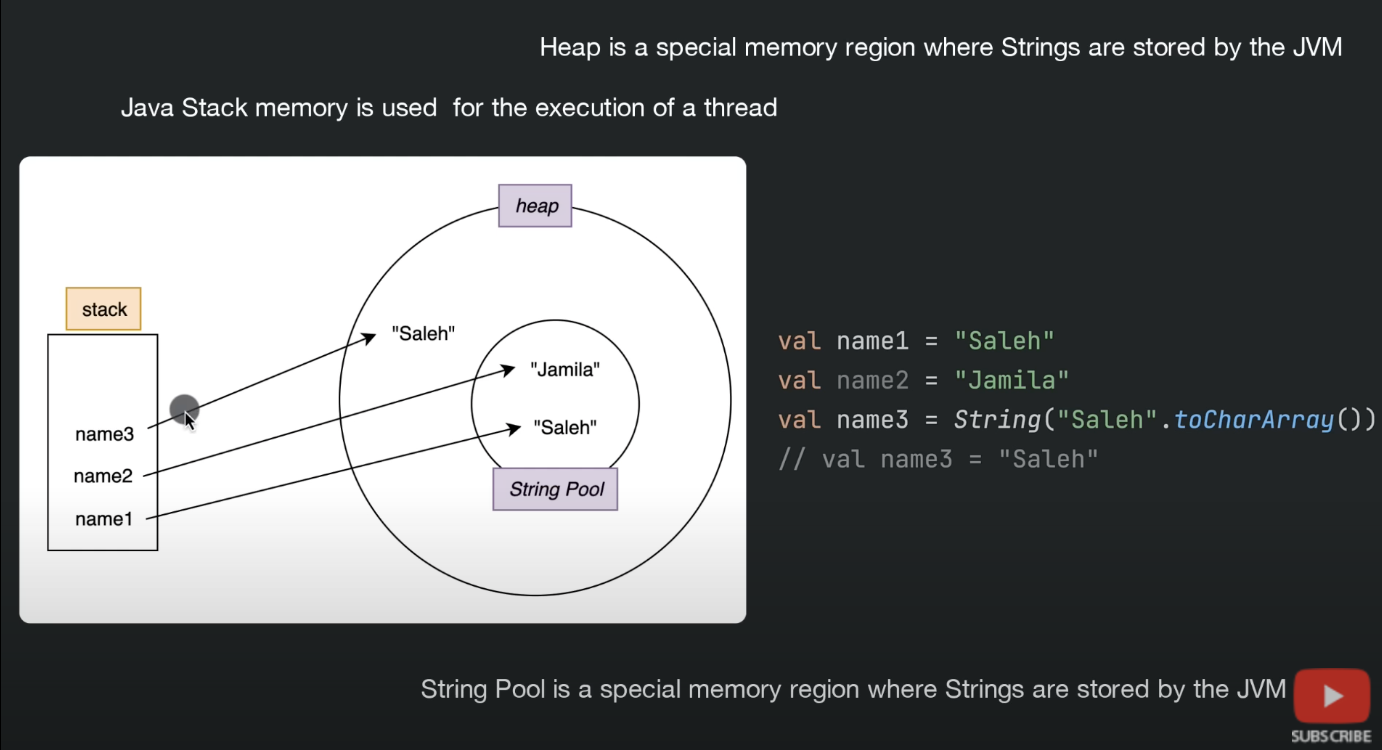 Heap is a special memory region where Strings are stored by the JVM
Java Stack memory is used  for the execution of a thread
heap
stack
"Saleh"
"Jamila"
"Saleh"
name3
name2
name1
String Pool
val name1 = "Saleh"
val name2 = "Jamila"
val name3 = String("Saleh".toCharArray())
// val name3 = "Saleh"
String Pool is a special memory region where Strings are stored by the JVM
SUBSCRIBE